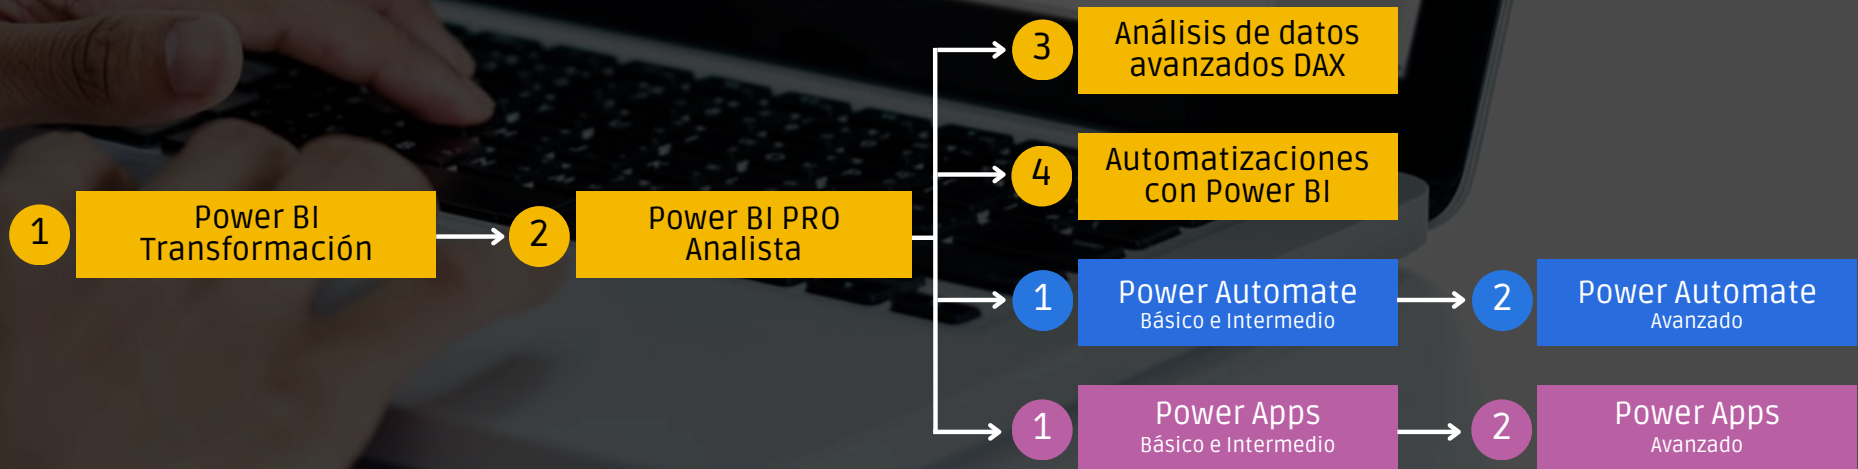 1
Power BI
Transformación
2
Power BI PRO
Analista
3
Análisis de datos
avanzados DAX
4
Automatizaciones
con Power BI
1
Power Automate
Básico e Intermedio
2
Power Automate
Avanzado
1
Power Apps
Básico e Intermedio
2
Power Apps
Avanzado